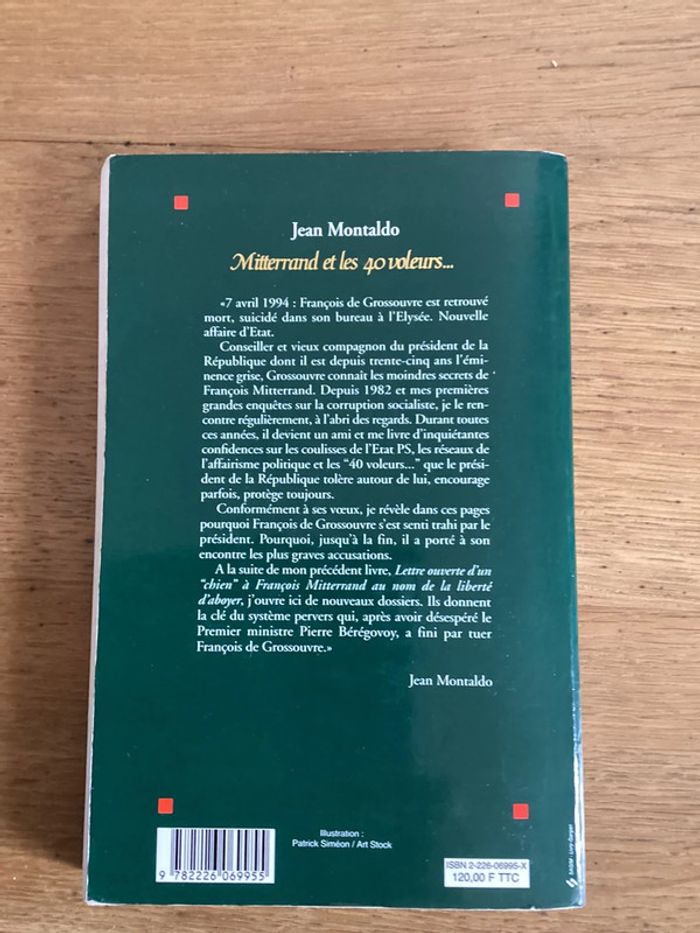 Jean Montaldo
Mitterrand et les 40 voleurs...
«7 avril 1994 : François de Grossouvre est retrouvé
mort, suicidé dans son bureau à l'Elysée. Nouvelle
affaire d'Etat.
Conseiller et vieux compagnon du président de la
République dont il est depuis trente-cinq ans l'émi-
nence grise, Grossouvre connaît les moindres secrets de
François Mitterrand. Depuis 1982 et mes premières
grandes enquêtes sur la corruption socialiste, je le ren-
contre régulièrement, à l'abri des regards. Durant toutes
ces années, il devient un ami et me livre d'inquiétantes
confidences sur les coulisses de l'Etat PS, les réseaux de
l'affairisme politique et les "40 voleurs..." que le prési-
dent de la République tolère autour de lui, encourage
parfois, protège toujours.
Conformément à ses vœux, je révèle dans ces pages
pourquoi François de Grossouvre s'est senti trahi par le
président. Pourquoi, jusqu'à la fin, il a porté à son
encontre les plus graves accusations.
A la suite de mon précédent livre, Lettre ouverte d'un
"chien" à François Mitterrand au nom de la liberté
d'aboyer, j'ouvre ici de nouveaux dossiers. Ils donnent
la clé du système pervers qui, après avoir désespéré le
Premier ministre Pierre Bérégovoy, a fini par tuer
François de Grossouvre.»
Jean Montaldo
Illustration :
Patrick Siméon / Art Stock
9 782226 069955
ISBN 2-226-06995-X
120,00 F TTC